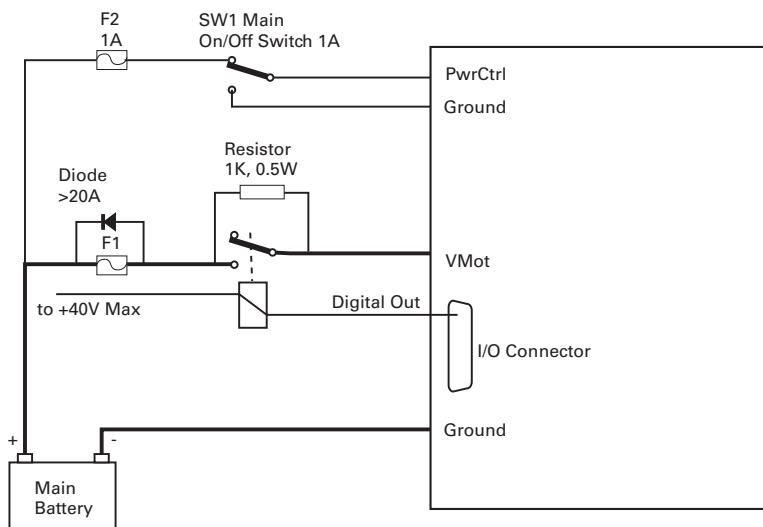 F2
1A
SW1 Main
On/Off Switch 1A
PwrCtrl
Ground
Resistor
1K, 0.5W
Diode
>20A
F1
VMot
to +40V Max
Digital Out
I/O Connector
Ground
+
-
Main
Battery